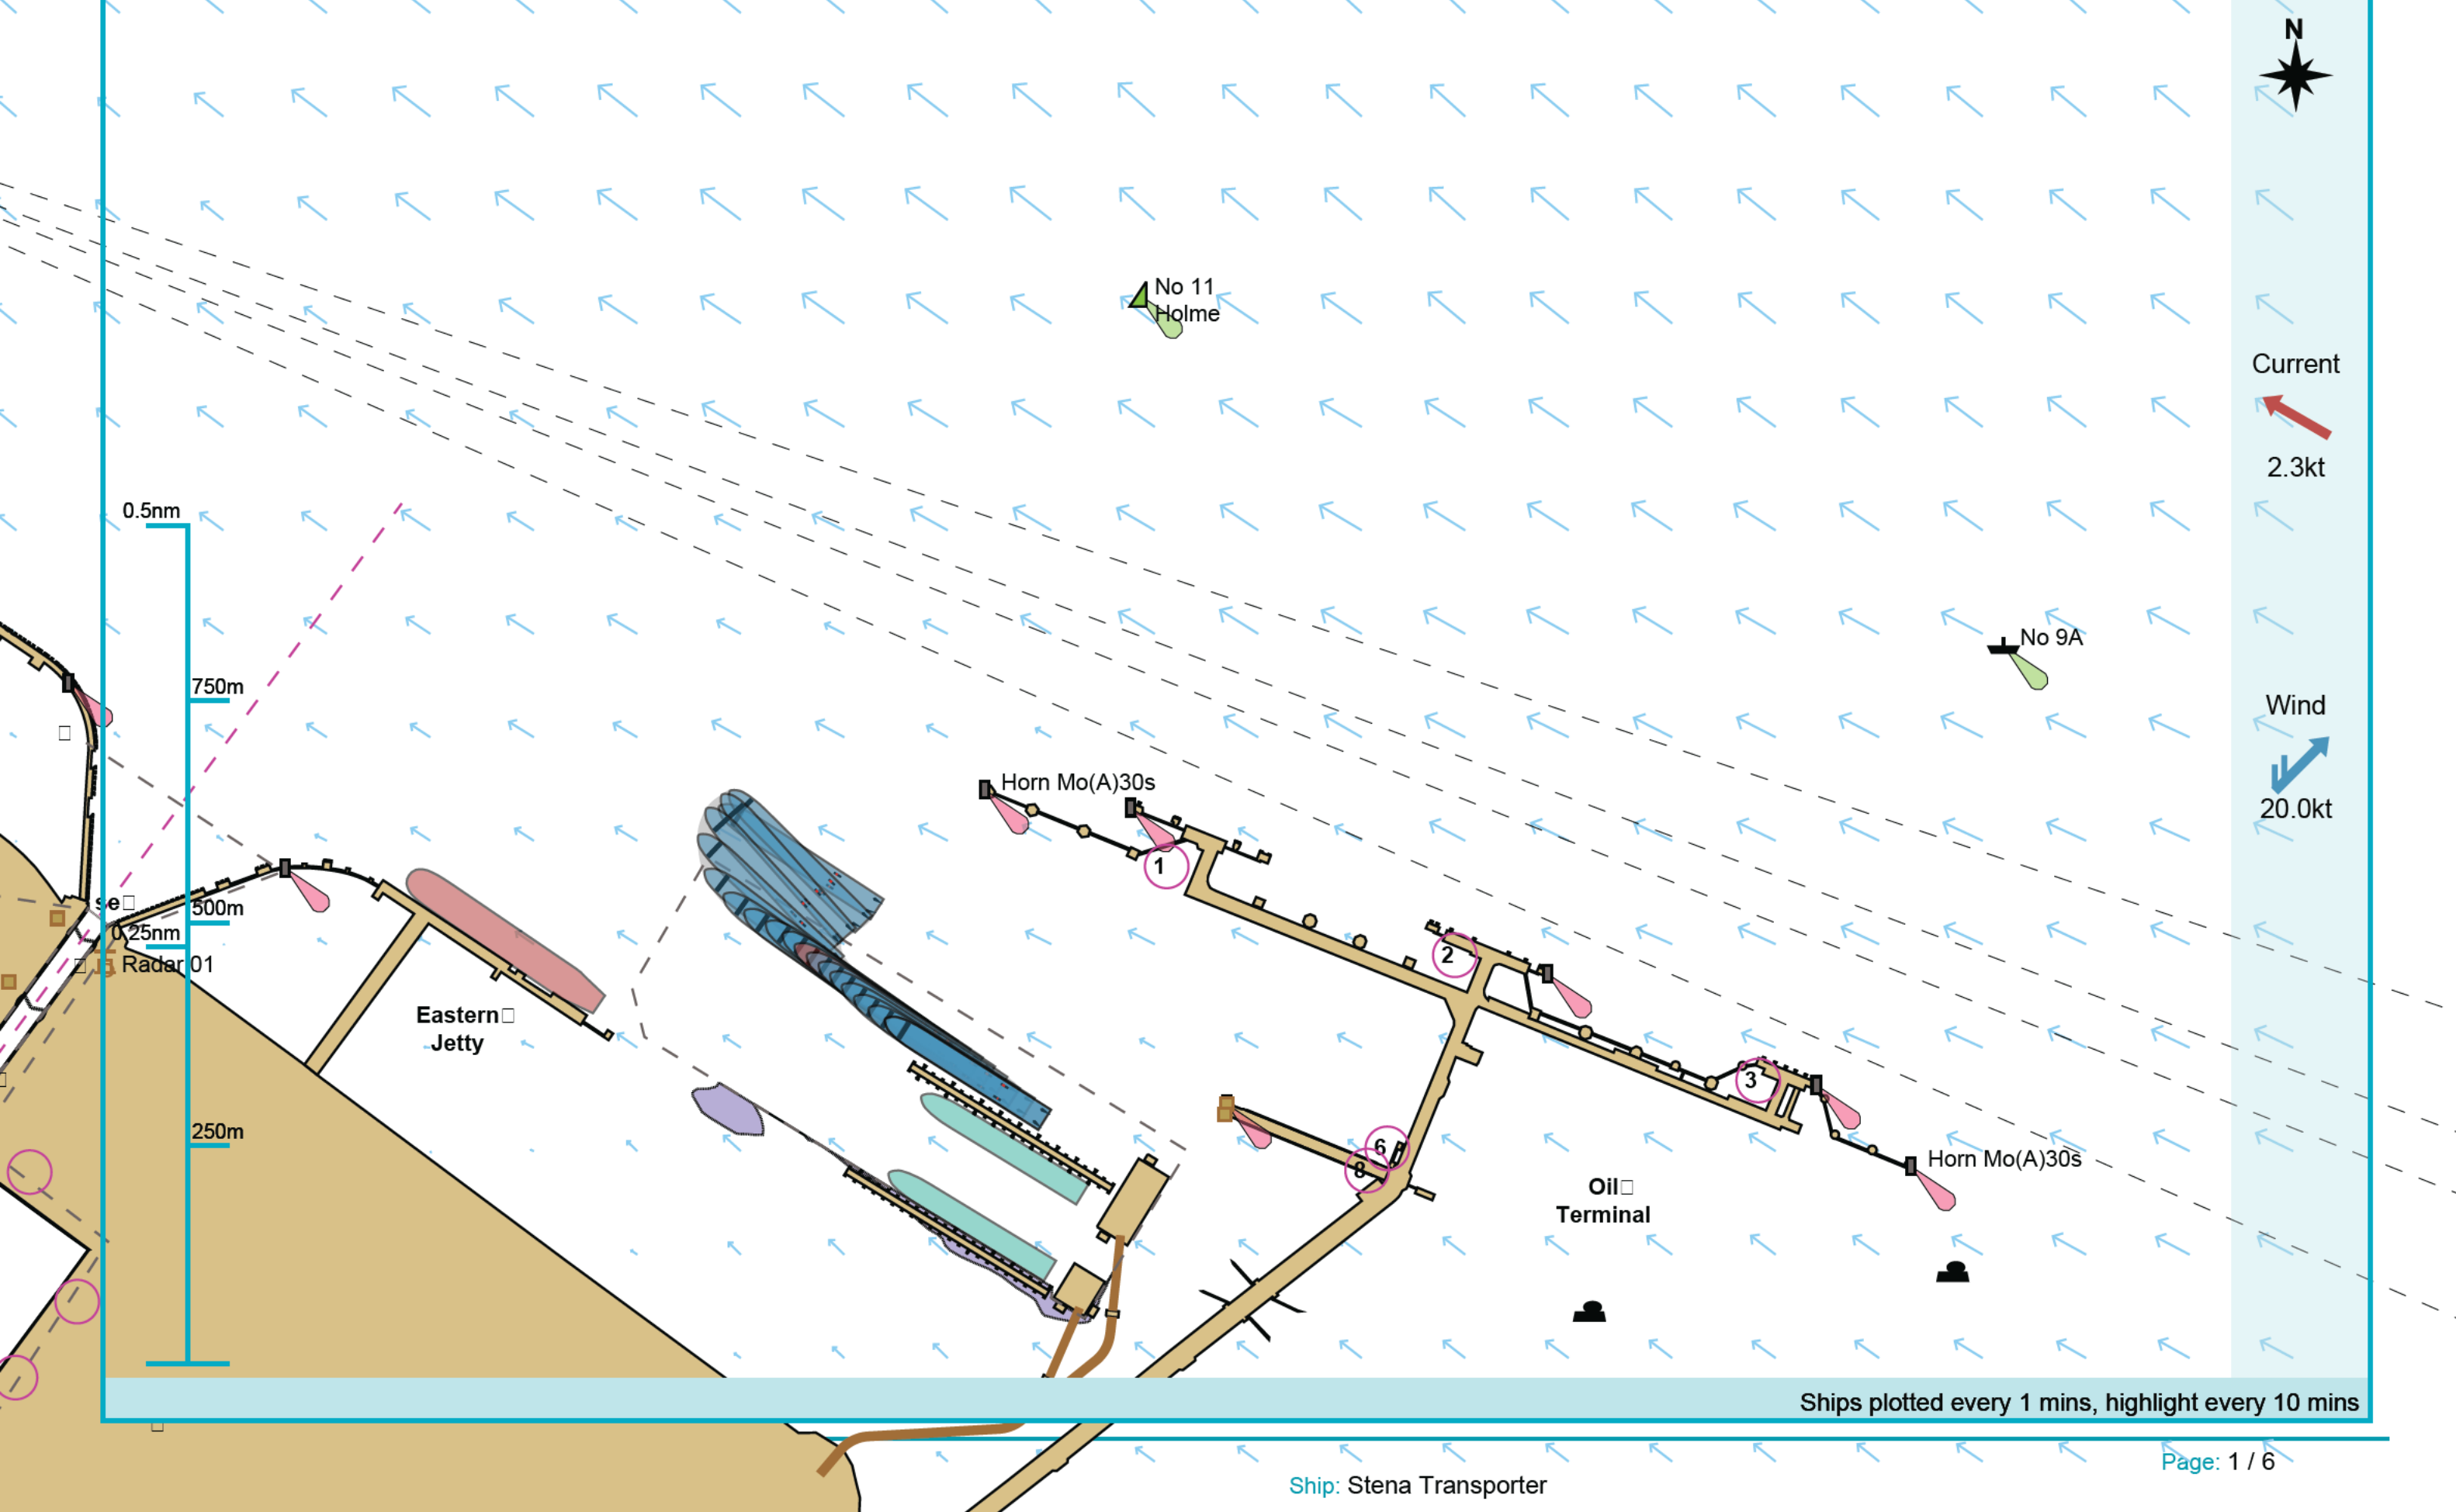 N
No 11
Holme
Current
2.3kt
0.5nm
No 9A
750m
Wind
Horn Mo(A)30s
20.0kt
1
500m
0.25nm
Radar 01
2
Eastern
Jetty
3
250m
6
8
Horn Mo(A)30s
Oil
Terminal
Ships plotted every 1 mins, highlight every 10 mins
Page: 1 / 6
Ship: Stena Transporter